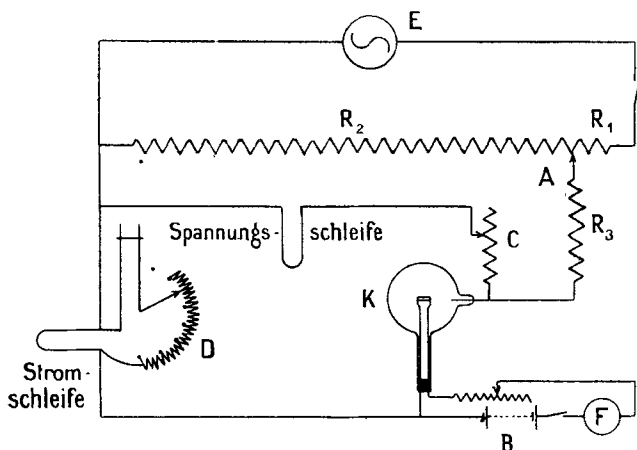 E
R₂ R₁
A
Spannungs- schleife
C
R₃
K
D
Strom-
schleife
B
F